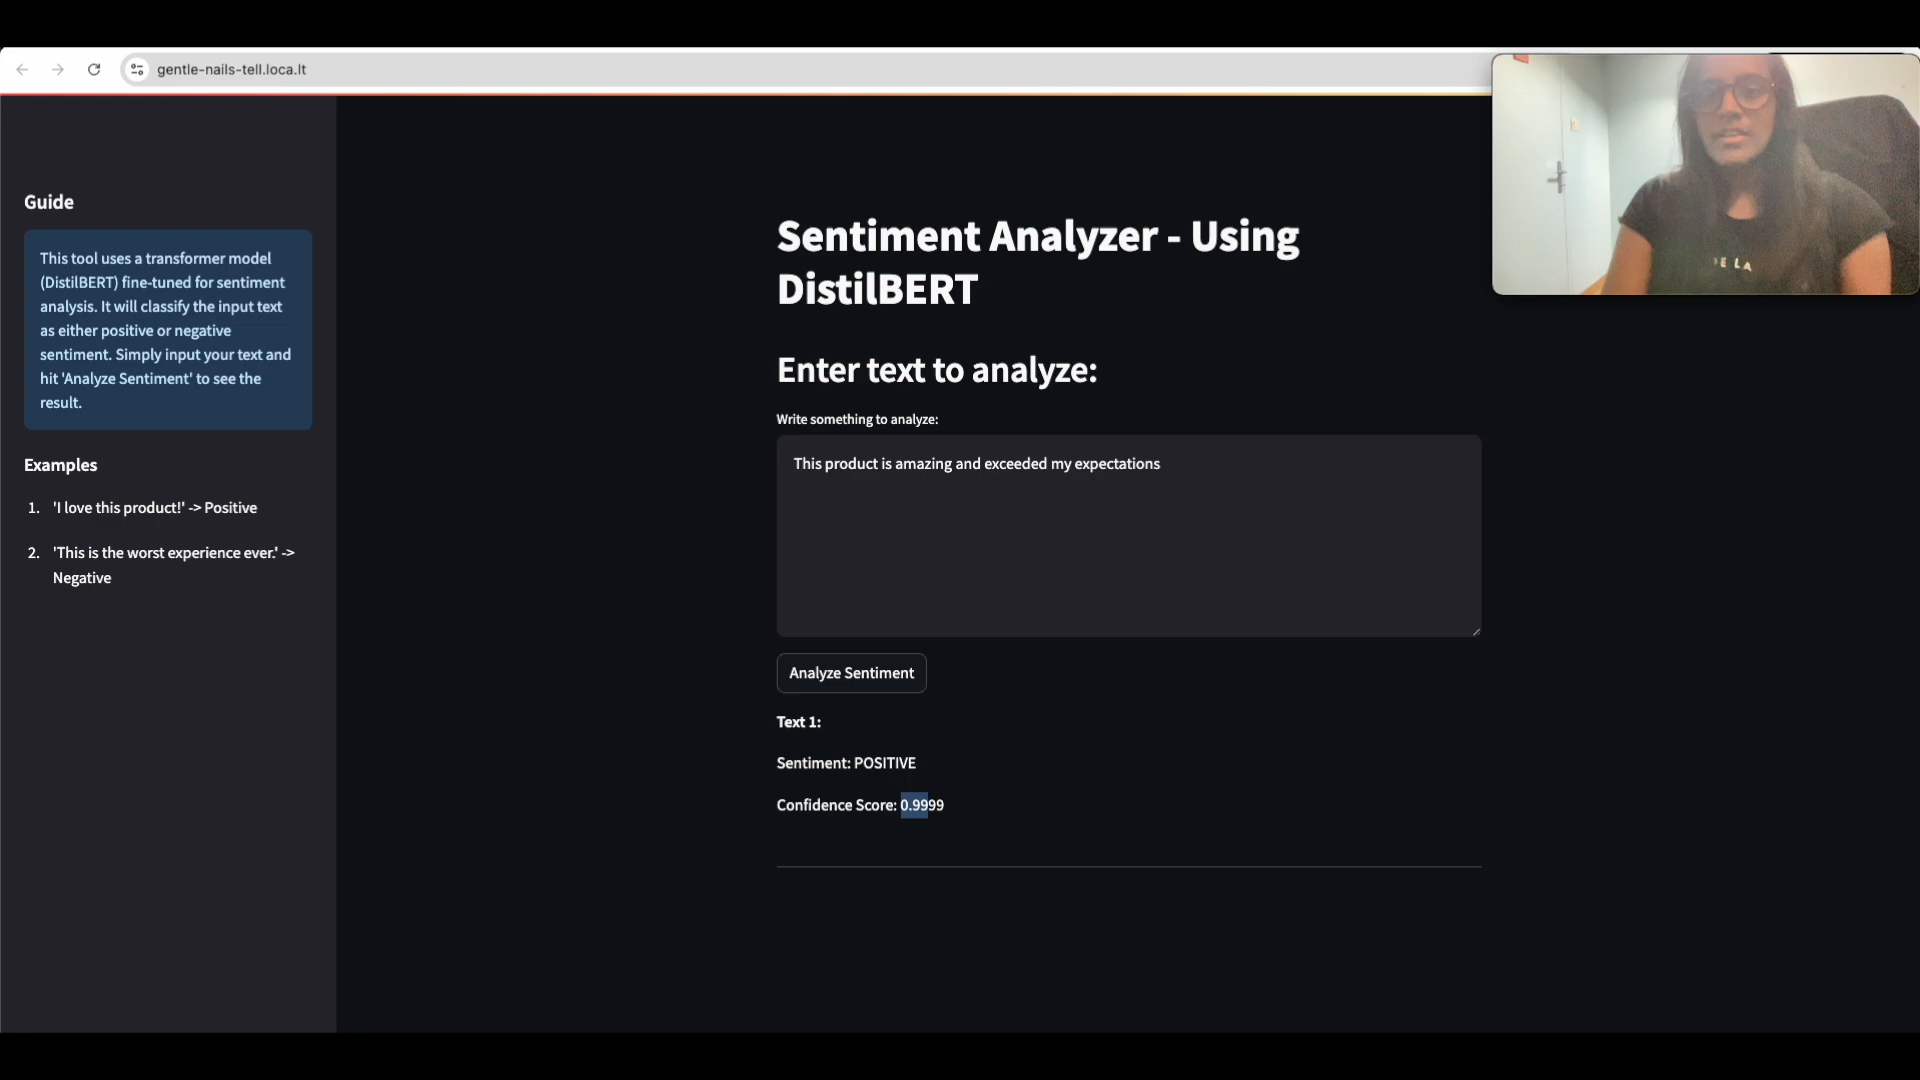 gentle-nails-tell.loca.lt
Guide
This tool uses a transformer model
(DistilBERT) fine-tuned for sentiment
analysis. It will classify the input text
as either positive or negative
sentiment. Simply input your text and
hit 'Analyze Sentiment' to see the
result.
Examples
1. 'I love this product!' -> Positive
2. 'This is the worst experience ever.' ->
Negative
Sentiment Analyzer - Using
DistilBERT
Enter text to analyze:
Write something to analyze:
This product is amazing and exceeded my expectations
Analyze Sentiment
Text 1:
Sentiment: POSITIVE
Confidence Score: 0.9999